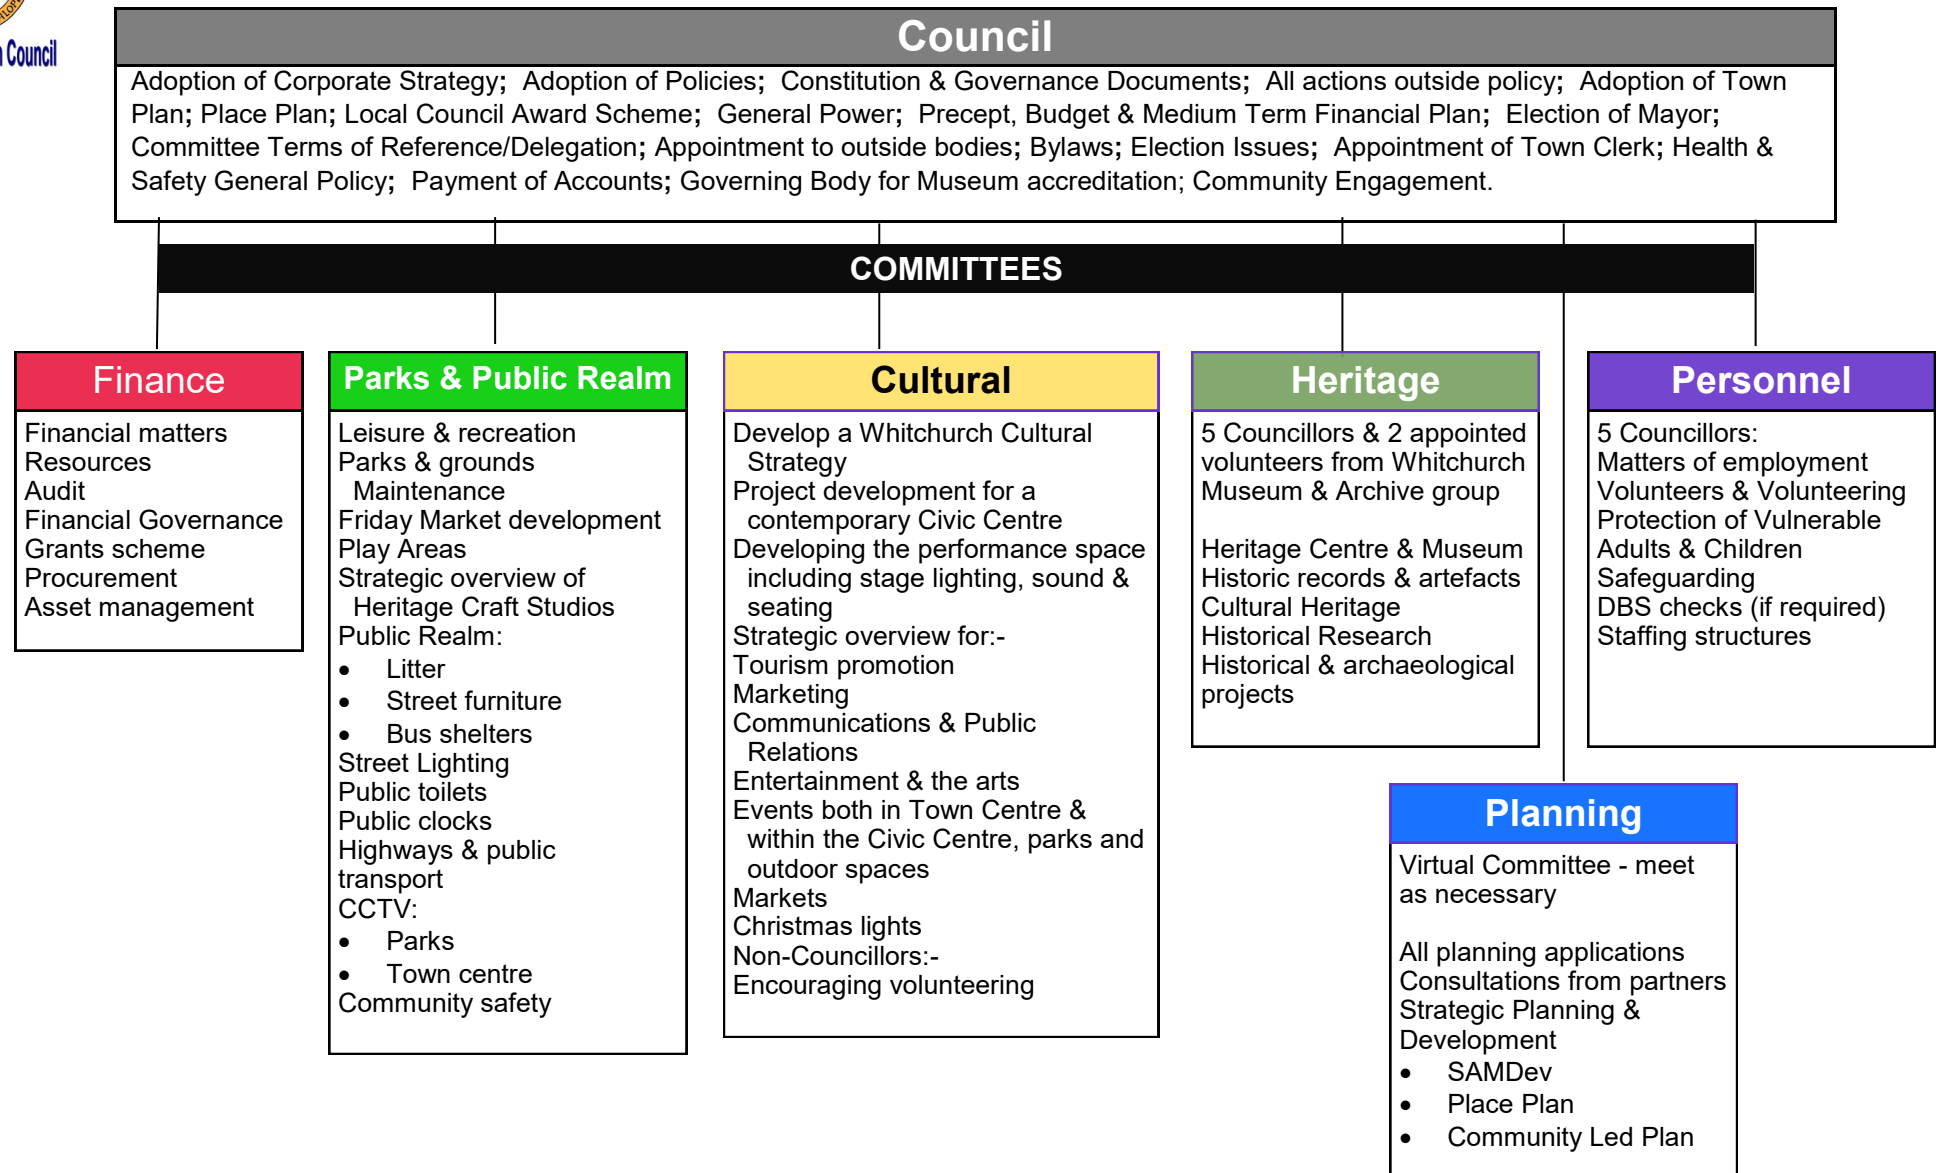 Council
Council
Adoption of Corporate Strategy; Adoption of Policies; Constitution & Governance Documents; All actions outside policy; Adoption of Town
Plan; Place Plan; Local Council Award Scheme; General Power; Precept, Budget & Medium Term Financial Plan; Election of Mayor;
Committee Terms of Reference/Delegation; Appointment to outside bodies; Bylaws; Election Issues; Appointment of Town Clerk; Health &
Safety General Policy; Payment of Accounts; Governing Body for Museum accreditation; Community Engagement.
COMMITTEES
Finance
Financial matters
Resources
Audit
Financial Governance
Grants scheme
Procurement
Asset management
Parks & Public Realm
Leisure & recreation
Parks & grounds
Maintenance
Friday Market development
Play Areas
Strategic overview of
Heritage Craft Studios
Public Realm:
• Litter
• Street furniture
• Bus shelters
Street Lighting
Public toilets
Public clocks
Highways & public
transport
CCTV:
• Parks
• Town centre
Community safety
Cultural
Develop a Whitchurch Cultural
Strategy
Project development for a
contemporary Civic Centre
Developing the performance space
including stage lighting, sound &
seating
Strategic overview for:-
Tourism promotion
Marketing
Communications & Public
Relations
Entertainment & the arts
Events both in Town Centre &
within the Civic Centre, parks and
outdoor spaces
Markets
Christmas lights
Non-Councillors:-
Encouraging volunteering
Heritage
5 Councillors & 2 appointed
volunteers from Whitchurch
Museum & Archive group
Heritage Centre & Museum
Historic records & artefacts
Cultural Heritage
Historical Research
Historical & archaeological
projects
Personnel
5 Councillors:
Matters of employment
Volunteers & Volunteering
Protection of Vulnerable
Adults & Children
Safeguarding
DBS checks (if required)
Staffing structures
Planning
Virtual Committee - meet
as necessary
All planning applications
Consultations from partners
Strategic Planning &
Development
• SAMDev
• Place Plan
• Community Led Plan